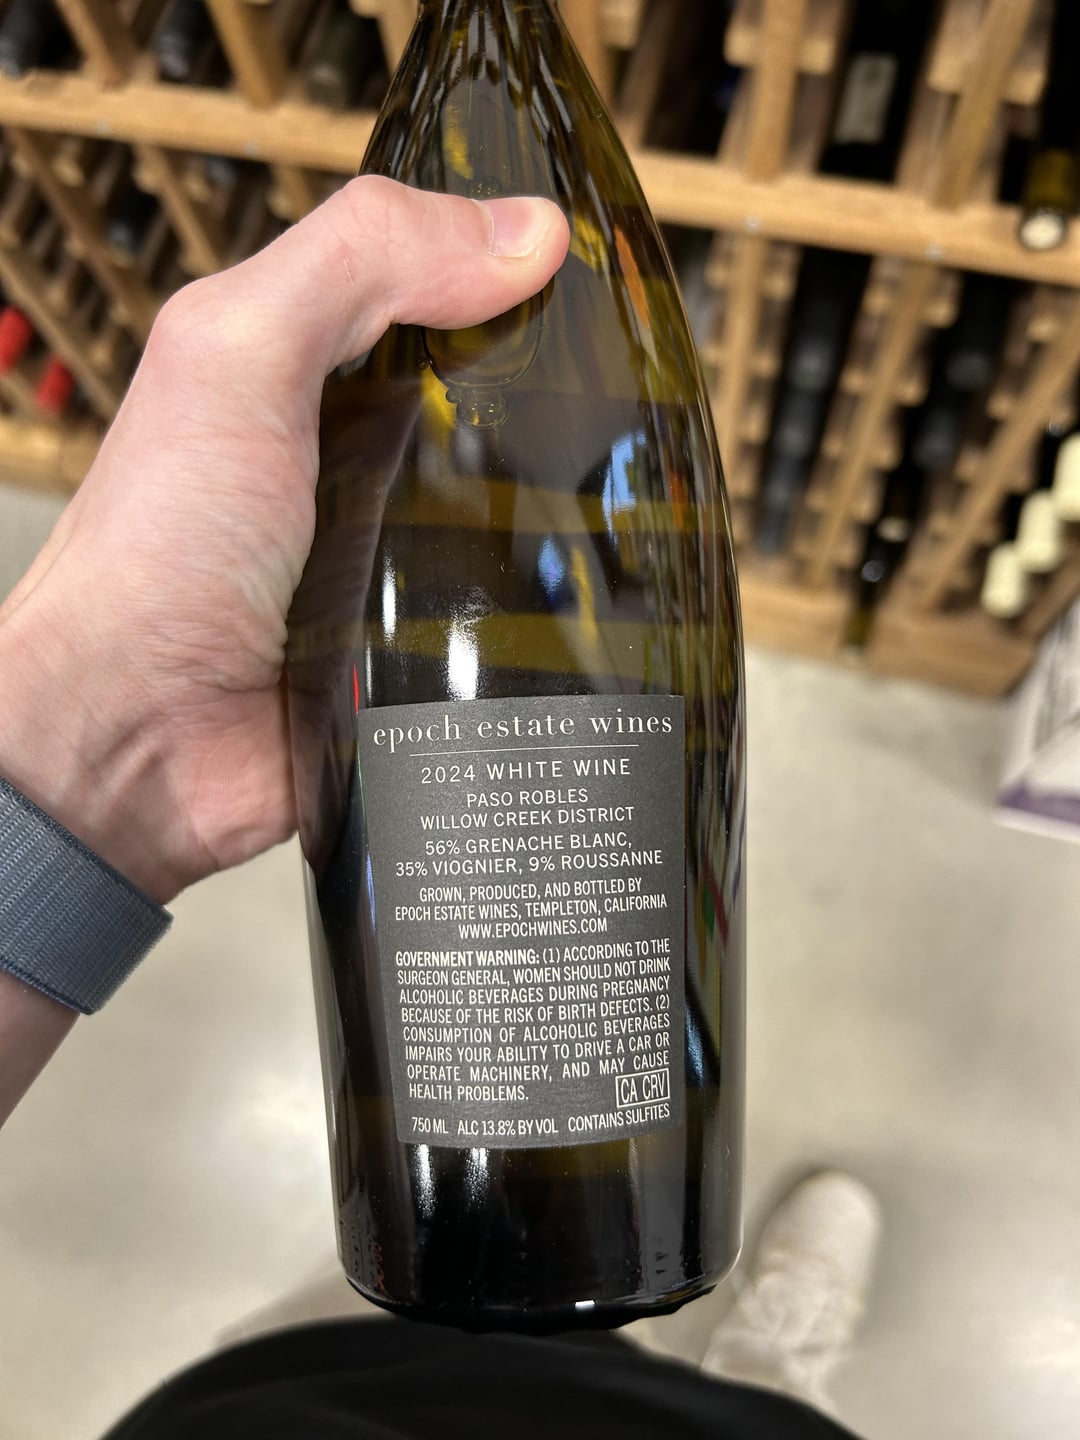 epoch estate wines
2024 WHITE WINE
PASO ROBLES
WILLOW CREEK DISTRICT
56% GRENACHE BLANC,
35% VIOGNIER, 9% ROUSSANNE
GROWN, PRODUCED, AND BOTTLED BY
EPOCH ESTATE WINES, TEMPLETON, CALIFORNIA
WWW.EPOCHWINES.COM
GOVERNMENT WARNING: (1) ACCORDING TO THE
SURGEON GENERAL, WOMEN SHOULD NOT DRINK
ALCOHOLIC BEVERAGES DURING PREGNANCY
BECAUSE OF THE RISK OF BIRTH DEFECTS. (2)
CONSUMPTION OF ALCOHOLIC BEVERAGES
IMPAIRS YOUR ABILITY TO DRIVE A CAR OR
OPERATE MACHINERY, AND MAY CAUSE
HEALTH PROBLEMS.
CA CRV
750 ML ALC 13.8% BY VOL CONTAINS SULFITES